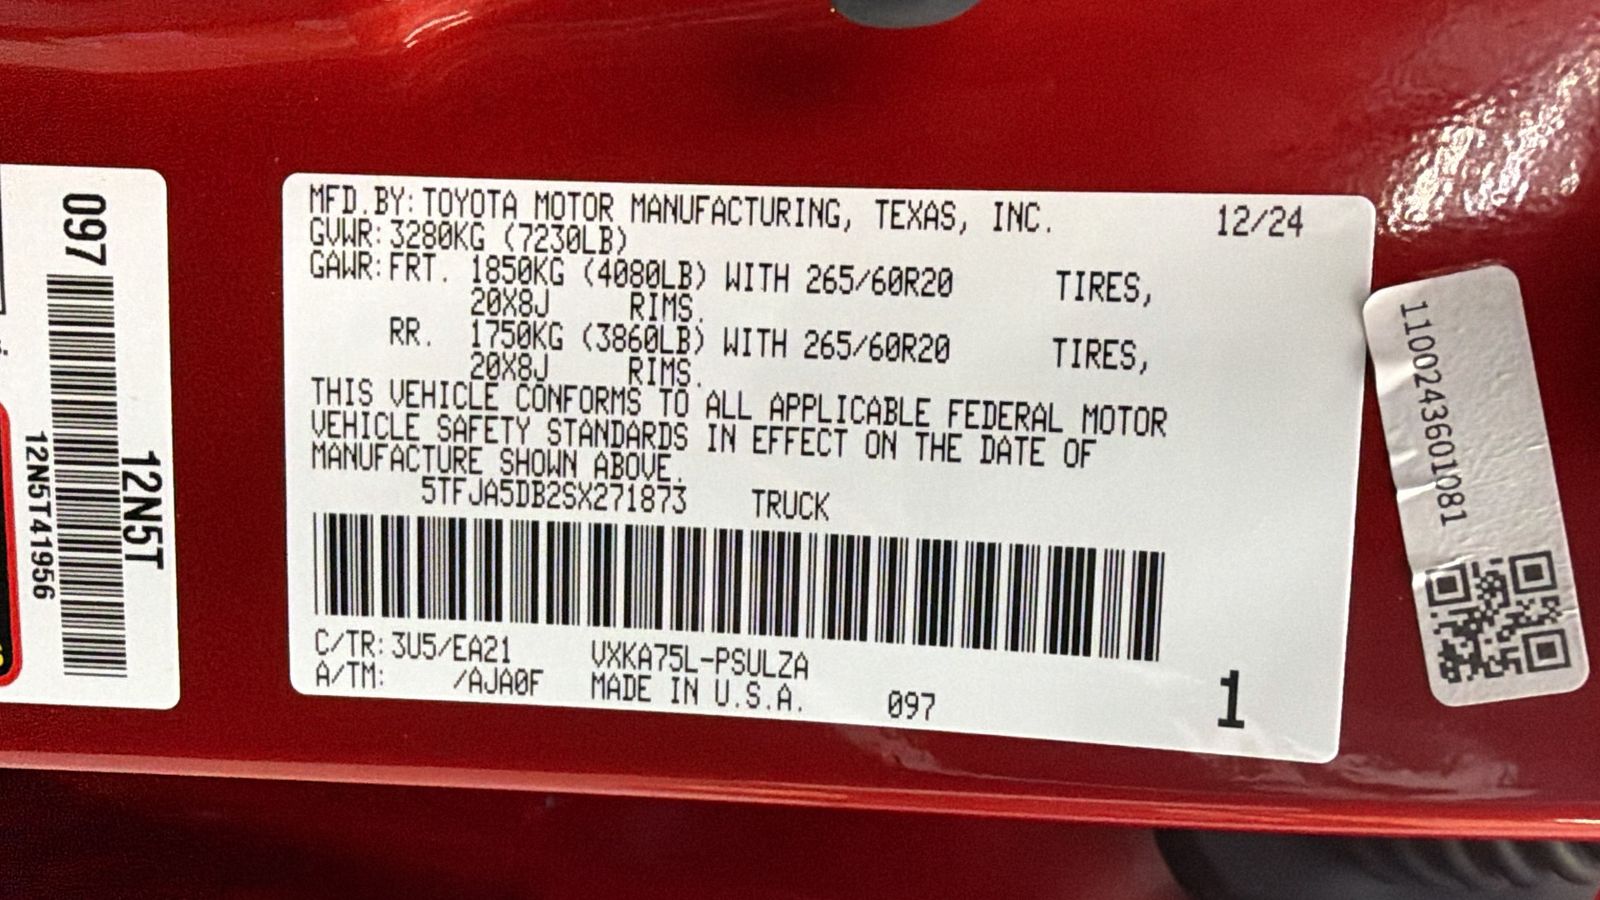 097
12N5T
12N5T41956
MFD.BY:TOYOTA MOTOR MANUFACTURING, TEXAS, INC. 12/24
GVWR:3280KG (7230LB)
GAWR:FRT. 1850KG (4080LB) WITH 265/60R20 TIRES,
20X8J RIMS.
RR. 1750KG (3860LB) WITH 265/60R20 TIRES,
20X8J RIMS.
THIS VEHICLE CONFORMS TO ALL APPLICABLE FEDERAL MOTOR
VEHICLE SAFETY STANDARDS IN EFFECT ON THE DATE OF
MANUFACTURE SHOWN ABOVE.
5TFJA5DB2SX271873 TRUCK
C/TR:3U5/EA21 VXKA75L-PSULZA
A/TM: /AJA0F MADE IN U.S.A. 097
1
1100243601081